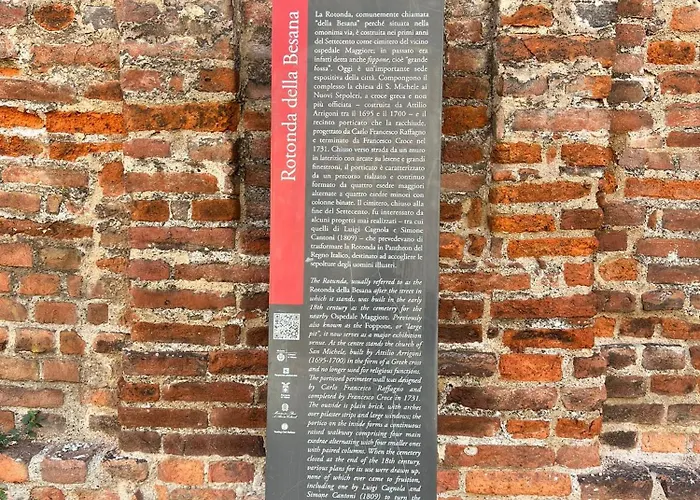 Rotonda della Besana
La Rotonda, comunemente chiamata
"della Besana" perché situata nella
omonima via, è costruita nei primi anni
del Settecento come cimitero del vicino
ospedale Maggiore; in passato era
infatti detta anche foppone, cioè "grande
fossa". Oggi è un'importante sede
espositiva della città. Compongono il
complesso la chiesa di S. Michele ai
Nuovi Sepolcri, a croce greca e non
più officiata – costruita da Attilio
Arrigoni tra il 1695 e il 1700 – e il
recinto porticato che la racchiude,
progettato da Carlo Francesco Raffagno
e terminato da Francesco Croce nel
1731. Chiuso verso strada da un muro
in laterizio con arcate su lesene e grandi
finestroni, il porticato è caratterizzato
da un percorso rialzato e continuo
formato da quattro esedre maggiori
alternate a quattro esedre minori con
colonne binate. Il cimitero, chiuso alla
fine del Settecento, fu interessato da
alcuni progetti mai realizzati – tra cui
quelli di Luigi Cagnola e Simone
Cantoni (1809) – che prevedevano di
trasformare la Rotonda in Pantheon del
Regno Italico, destinato ad accogliere le
sepolture degli uomini illustri.
The Rotunda, usually referred to as the
Rotonda della Besana after the street in
which it stands, was built in the early
18th century as the cemetery for the
nearby Ospedale Maggiore. Previously
also known as the Foppone, or "large
pit", it now serves as a major exhibition
venue. At the centre stands the church of
San Michele, built by Attilio Arrigoni
(1695-1700) in the form of a Greek cross
and no longer used for religious functions.
The porticoed perimeter wall was designed
by Carlo Francesco Raffagno and
completed by Francesco Croce in 1731.
The outside is plain brick, with arches
over pilaster strips and large windows; the
portico on the inside forms a continuous
raised walkway comprising four main
exedrae alternating with four smaller ones
with paired columns. When the cemetery
closed at the end of the 18th century,
various plans for its use were drawn up,
none of which ever came to fruition,
including one by Luigi Cagnola and
Simone Cantoni (1809) to turn the